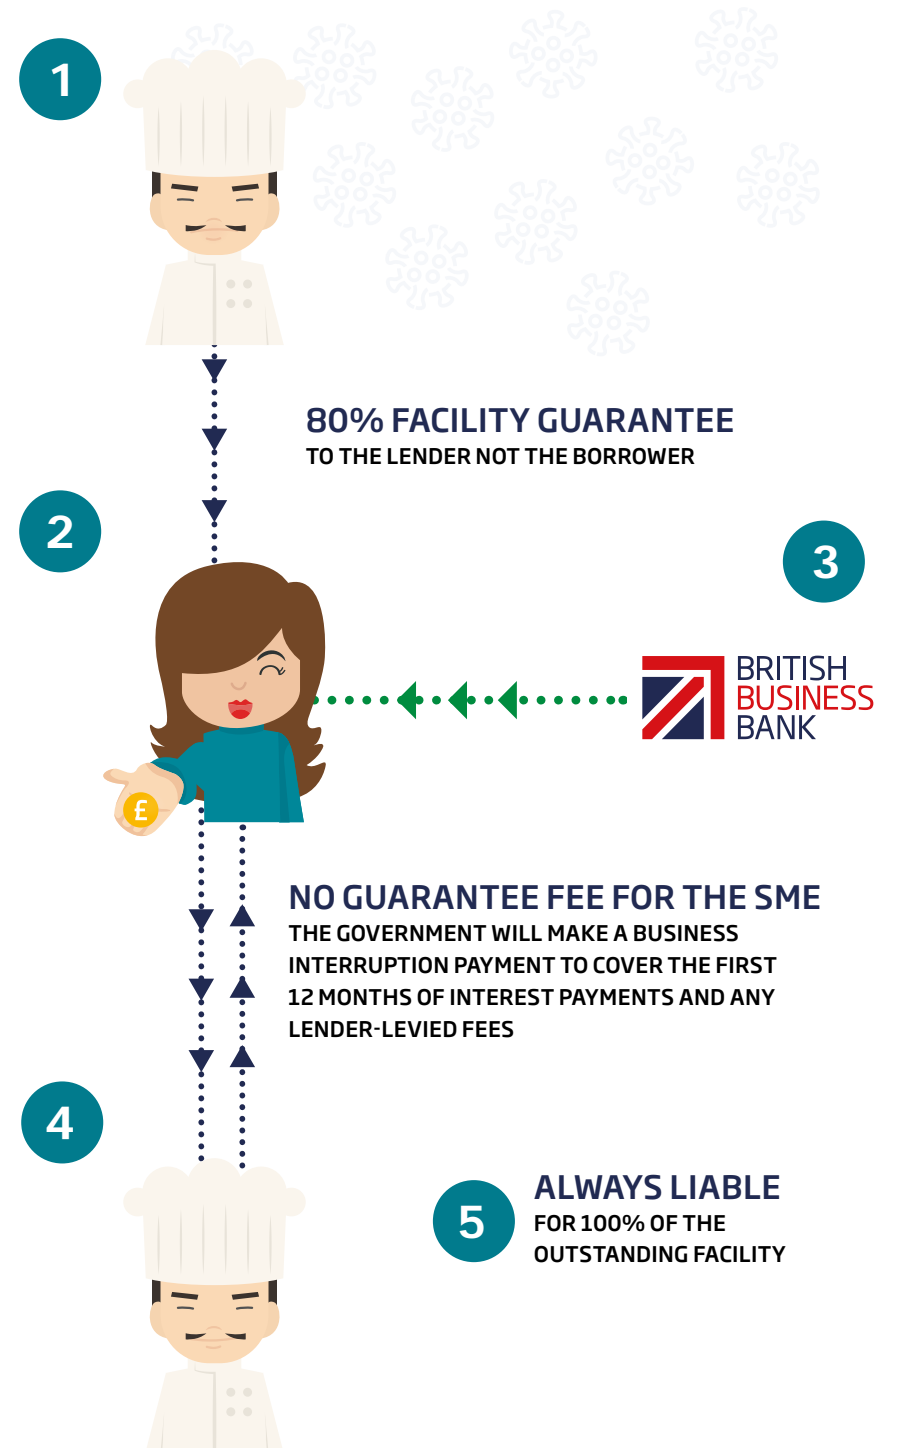 1
80% FACILITY GUARANTEE
TO THE LENDER NOT THE BORROWER
2
3
BRITISH
BUSINESS
BANK
£
NO GUARANTEE FEE FOR THE SME
THE GOVERNMENT WILL MAKE A BUSINESS
INTERRUPTION PAYMENT TO COVER THE FIRST
12 MONTHS OF INTEREST PAYMENTS AND ANY
LENDER-LEVIED FEES
4
5
ALWAYS LIABLE
FOR 100% OF THE
OUTSTANDING FACILITY